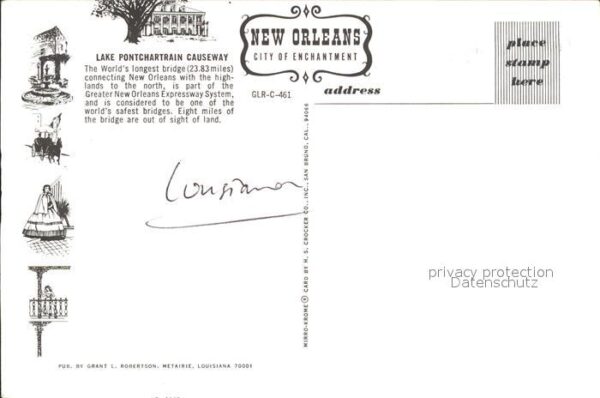 LAKE PONTCHARTRAIN CAUSEWAY
The World's longest bridge (23.83 miles)
connecting New Orleans with the high-
lands to the north, is part of the
Greater New Orleans Expressway System,
and is considered to be one of the
world's safest bridges. Eight miles of
the bridge are out of sight of land.
NEW ORLEANS
CITY OF ENCHANTMENT
GLR-C-461
address
place
stamp
here
Lousiana
MIRRO-KROME® CARD BY H. S. CROCKER CO., INC., SAN BRUNO, CAL. 94066
privacy protection
Datenschutz
PUB. BY GRANT L. ROBERTSON, METAIRIE, LOUISIANA 70001